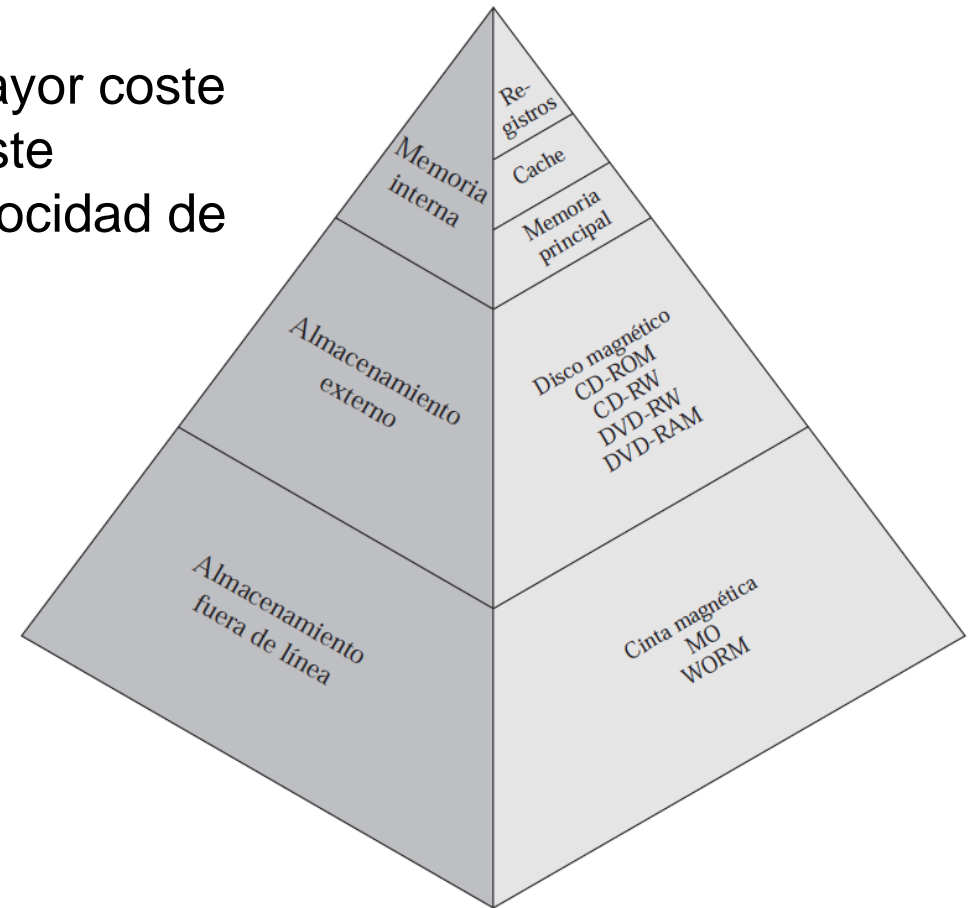 ayor coste
ste
ocidad de
Memoria
interna
Re-
gistros
Cache
Memoria
principal
Almacenamiento
externo
Disco magnético
CD-ROM
CD-RW
DVD-RW
DVD-RAM
Almacenamiento
fuera de línea
Cinta magnética
MO
WORM